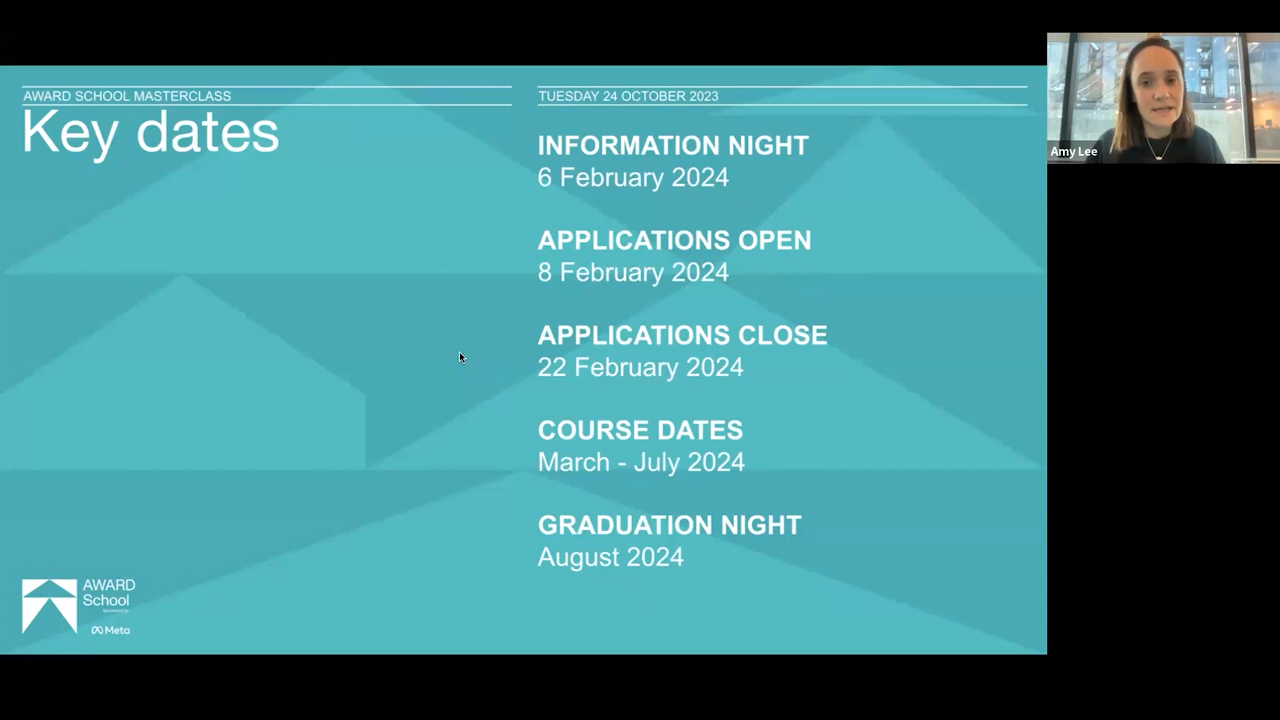 AWARD SCHOOL MASTERCLASS
Key dates
TUESDAY 24 OCTOBER 2023
INFORMATION NIGHT
6 February 2024
APPLICATIONS OPEN
8 February 2024
APPLICATIONS CLOSE
22 February 2024
COURSE DATES
March - July 2024
GRADUATION NIGHT
August 2024
AWARD
School
Meta
Amy Lee